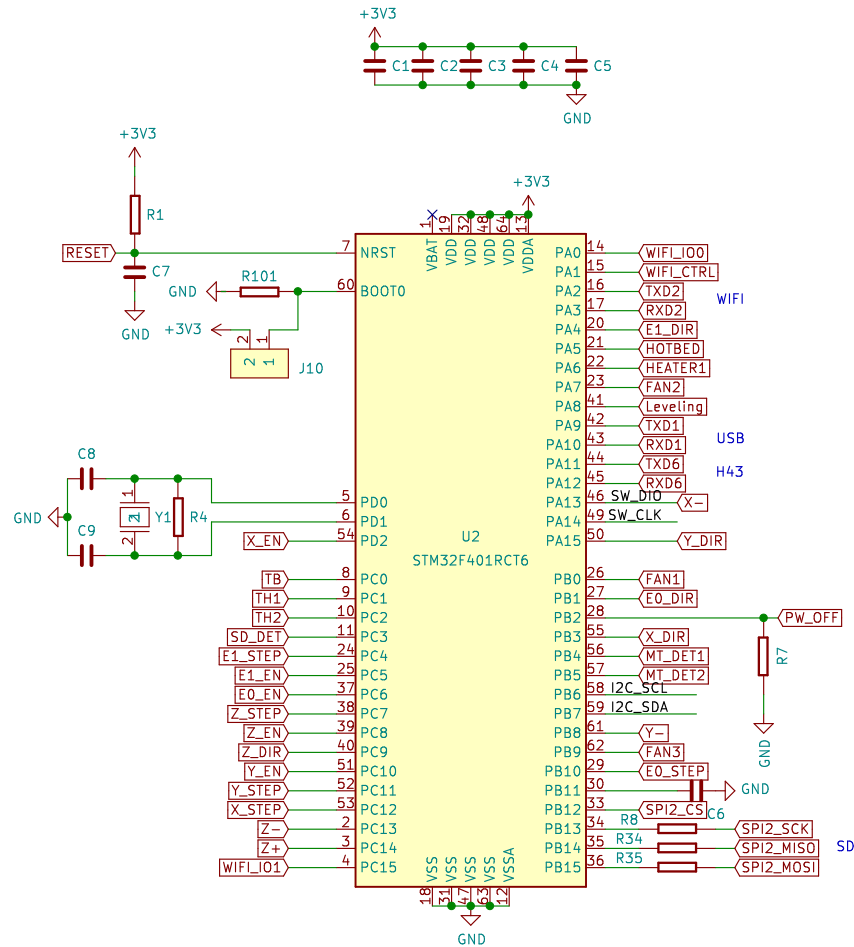 +3V3
C1 C2 C3 C4 C5
GND
+3V3
R1
RESET
C7
GND
GND R101
+3V3
2 1
2 1
J10
C8
GND
1
2
1 2
Y1
R4
C9
+3V3
1 19 32 48 64 13
VBAT VDD VDD VDD VDD VDDA
7 NRST
60 BOOT0
5 PD0
6 PD1
X_EN 54 PD2
TB 8 PC0
TH1 9 PC1
TH2 10 PC2
SD_DET 11 PC3
E1_STEP 24 PC4
E1_EN 25 PC5
E0_EN 37 PC6
Z_STEP 38 PC7
Z_EN 39 PC8
Z_DIR 40 PC9
Y_EN 51 PC10
Y_STEP 52 PC11
X_STEP 53 PC12
Z- 2 PC13
Z+ 3 PC14
WIFI_IO1 4 PC15
U2
STM32F401RCT6
PA0 14 WIFI_IO0
PA1 15 WIFI_CTRL
PA2 16 TXD2
WIFI
PA3 17 RXD2
PA4 20 E1_DIR
PA5 21 HOTBED
PA6 22 HEATER1
PA7 23 FAN2
PA8 41 Leveling
PA9 42 TXD1
USB
PA10 43 RXD1
PA11 44 TXD6
H43
PA12 45 RXD6
PA13 46 SW_DIO X-
PA14 49 SW_CLK
PA15 50 Y_DIR
PB0 26 FAN1
PB1 27 E0_DIR
PB2 28 PW_OFF
R7
GND
PB3 55 X_DIR
PB4 56 MT_DET1
PB5 57 MT_DET2
PB6 58 I2C_SCL
PB7 59 I2C_SDA
PB8 61 Y-
PB9 62 FAN3
PB10 29 E0_STEP
PB11 30 GND
C6
PB12 33 SPI2_CS
PB13 34 R8 SPI2_SCK
PB14 35 R34 SPI2_MISO
SD
PB15 36 R35 SPI2_MOSI
VSS VSS VSS VSS VSSA
18 31 47 63 12
GND